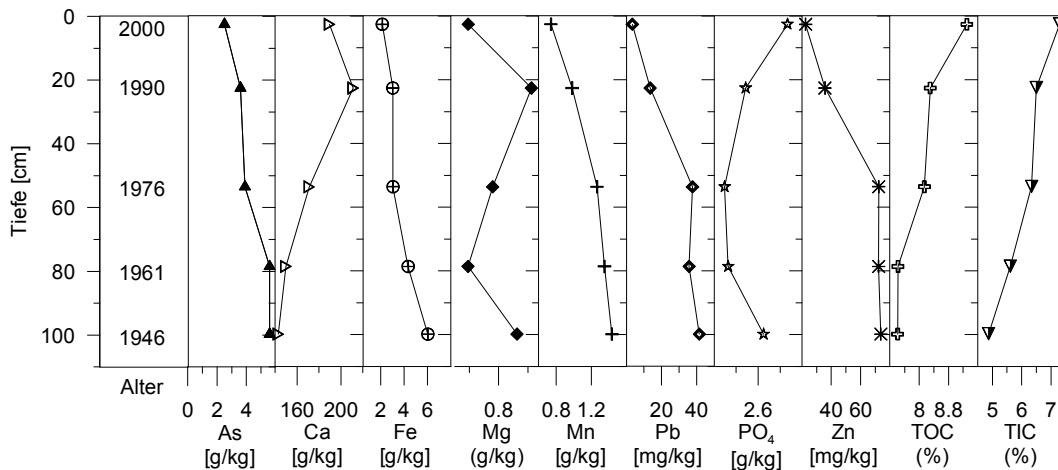 0
2000
20
1990
40
1976
60
80
1961
100
1946
Tiefe [cm]
Alter
0 2 4 160 200 2 4 6 0.8 0.8 1.2 20 40 2.6 40 60 8 8.8 5 6 7
As Ca Fe Mg Mn Pb PO4 Zn TOC TIC
[g/kg] [g/kg] [g/kg] (g/kg) [g/kg] [mg/kg] [g/kg] [mg/kg] (%) (%)